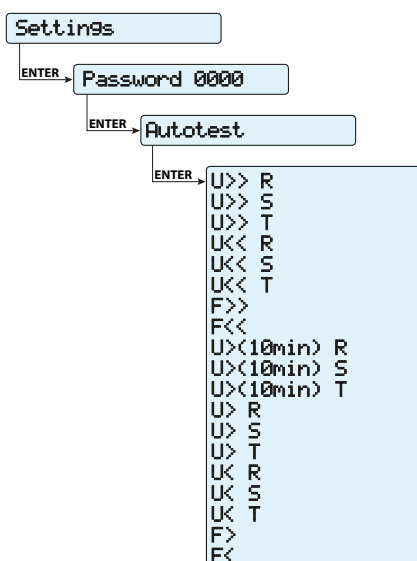 Settings
ENTER
Password 0000
ENTER
Autotest
ENTER
U>> R
U>> S
U>> T
U<< R
U<< S
U<< T
F>>
F<<
U>(10min) R
U>(10min) S
U>(10min) T
U> R
U> S
U> T
U< R
U< S
U< T
F>
F<